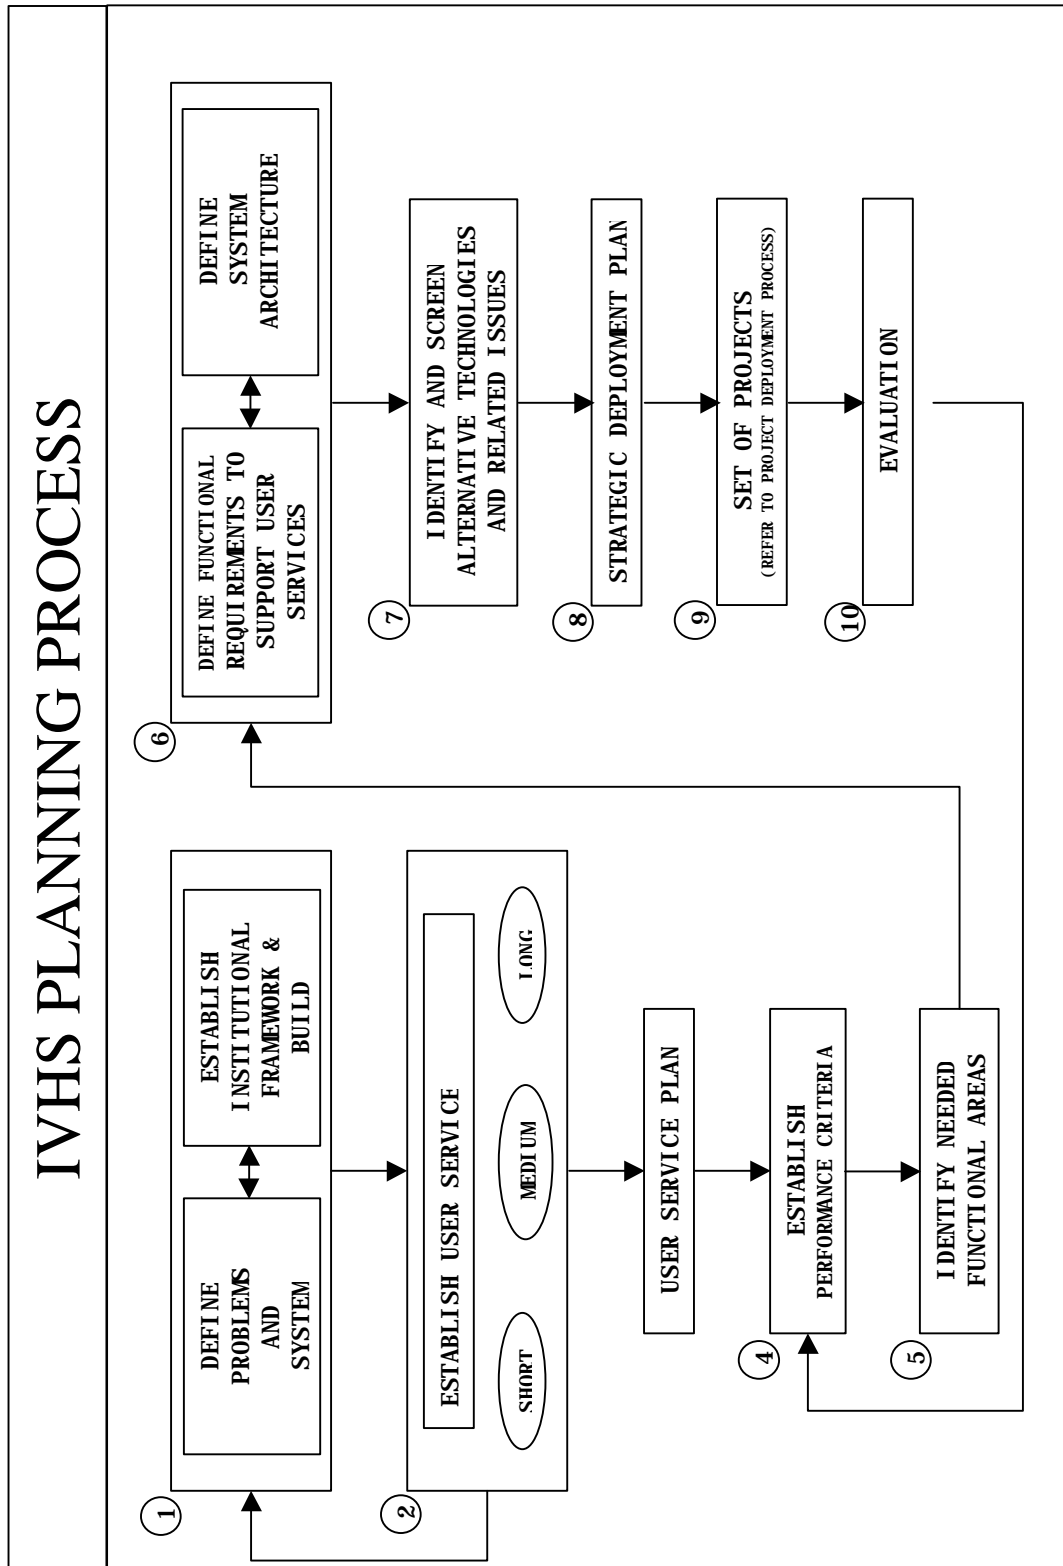 IVHS PLANNING PROCESS
1
DEFINE
PROBLEMS
AND
SYSTEM
ESTABLISH
INSTITUTIONAL
FRAMEWORK &
BUILD
2
ESTABLISH USER SERVICE
SHORT
MEDIUM
LONG
USER SERVICE PLAN
4
ESTABLISH
PERFORMANCE CRITERIA
5
IDENTIFY NEEDED
FUNCTIONAL AREAS
6
DEFINE FUNCTIONAL
REQUIREMENTS TO
SUPPORT USER
SERVICES
DEFINE
SYSTEM
ARCHITECTURE
7
IDENTIFY AND SCREEN
ALTERNATIVE TECHNOLOGIES
AND RELATED ISSUES
8
STRATEGIC DEPLOYMENT PLAN
9
SET OF PROJECTS
(REFER TO PROJECT DEPLOYMENT PROCESS)
10
EVALUATION